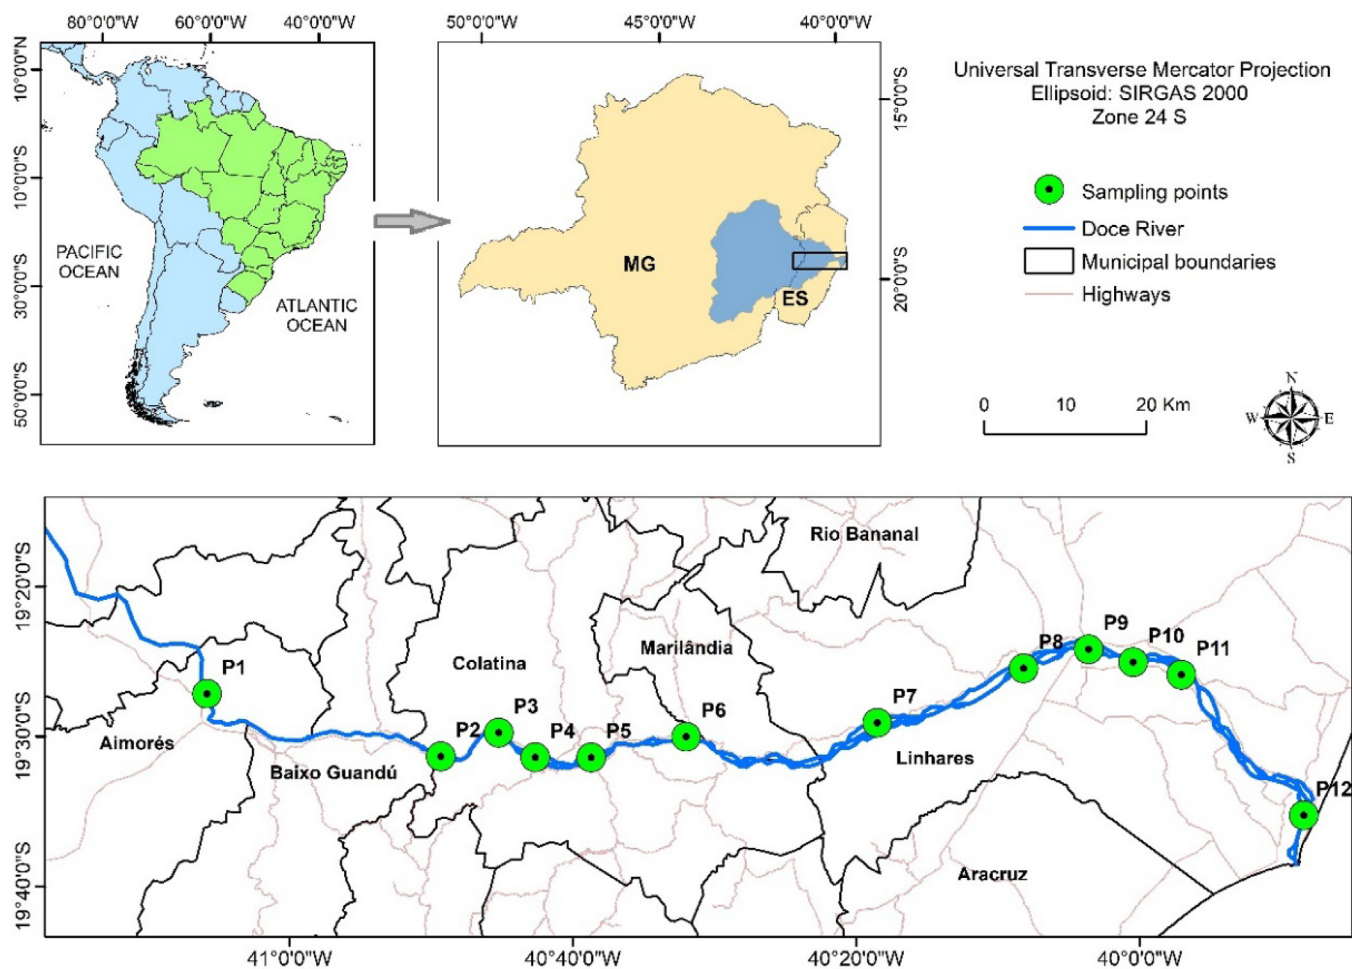 80°0'0"W 60°0'0"W 40°0'0"W
10°0'0"N
10°0'0"S
30°0'0"S
50°0'0"S
PACIFIC
OCEAN
ATLANTIC
OCEAN
50°0'0"W 45°0'0"W 40°0'0"W
15°0'0"S
20°0'0"S
MG
ES
Universal Transverse Mercator Projection
Ellipsoid: SIRGAS 2000
Zone 24 S
Sampling points
Doce River
Municipal boundaries
Highways
0 10 20 Km
N
W E
S
19°20'0"S
19°30'0"S
19°40'0"S
Rio Bananal
Marilândia
Colatina
Aimorés
Baixo Guandú
Linhares
Aracruz
P1
P2
P3
P4
P5
P6
P7
P8
P9
P10
P11
P12
41°0'0"W 40°40'0"W 40°20'0"W 40°0'0"W